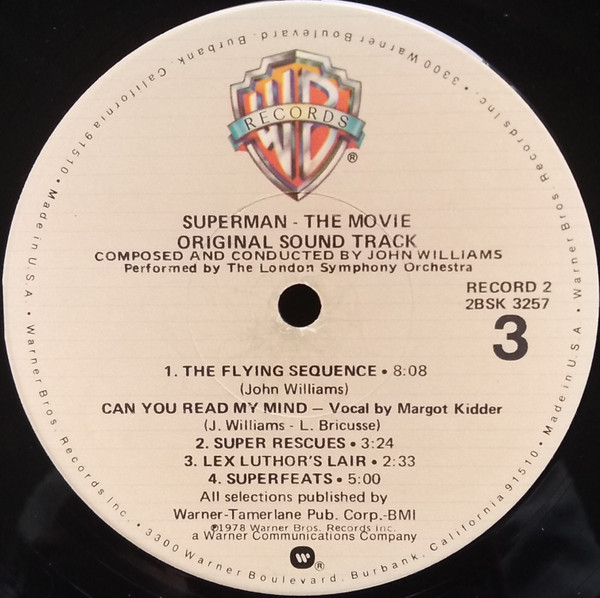 WB
RECORDS
®
SUPERMAN - THE MOVIE
ORIGINAL SOUND TRACK
COMPOSED AND CONDUCTED BY JOHN WILLIAMS
Performed by The London Symphony Orchestra
RECORD 2
2BSK 3257
3
1. THE FLYING SEQUENCE • 8:08
(John Williams)
CAN YOU READ MY MIND — Vocal by Margot Kidder
(J. Williams - L. Bricusse)
2. SUPER RESCUES • 3:24
3. LEX LUTHOR'S LAIR • 2:33
4. SUPERFEATS • 5:00
All selections published by
Warner-Tamerlane Pub. Corp.-BMI
℗1978 Warner Bros. Records Inc.
a Warner Communications Company
W ®
Warner Bros. Records Inc. • 3300 Warner Boulevard, Burbank, California 91510 • Made in U.S.A. • Warner Bros. Records Inc. • 3300 Warner Boulevard, Burbank, California 91510 • Made in U.S.A. •